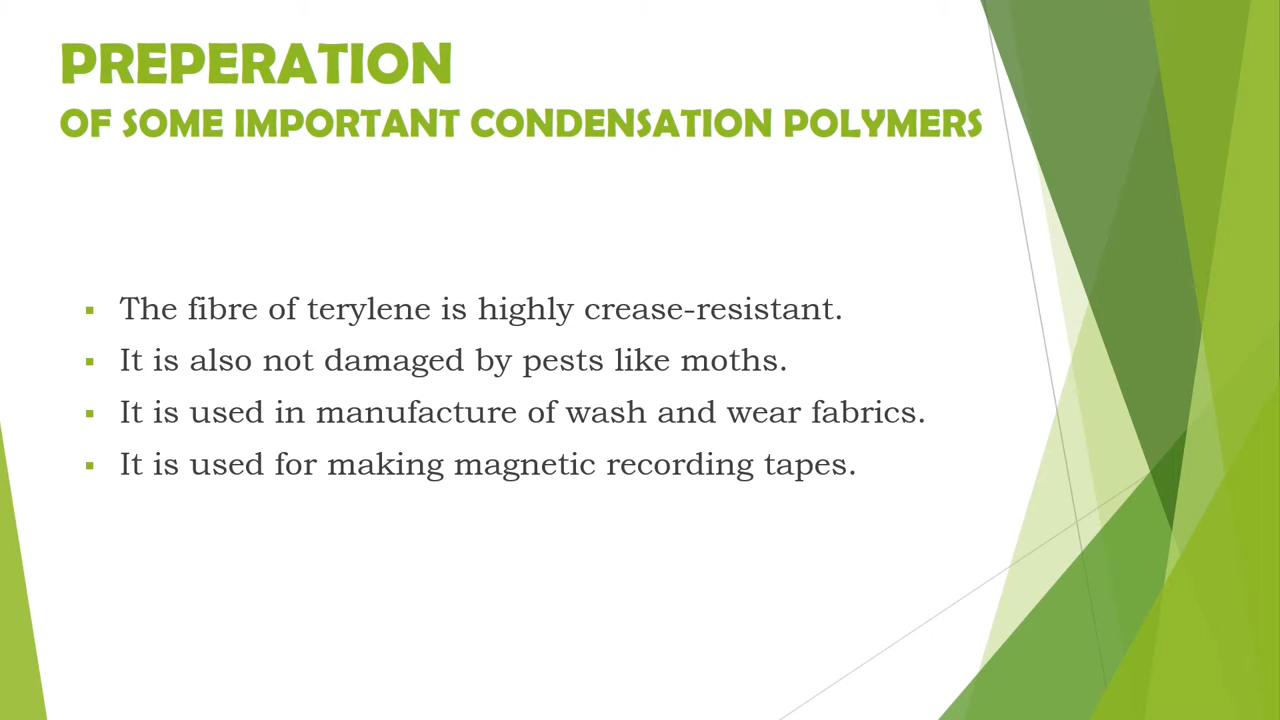 PREPERATION
OF SOME IMPORTANT CONDENSATION POLYMERS
▪ The fibre of terylene is highly crease-resistant.
▪ It is also not damaged by pests like moths.
▪ It is used in manufacture of wash and wear fabrics.
▪ It is used for making magnetic recording tapes.